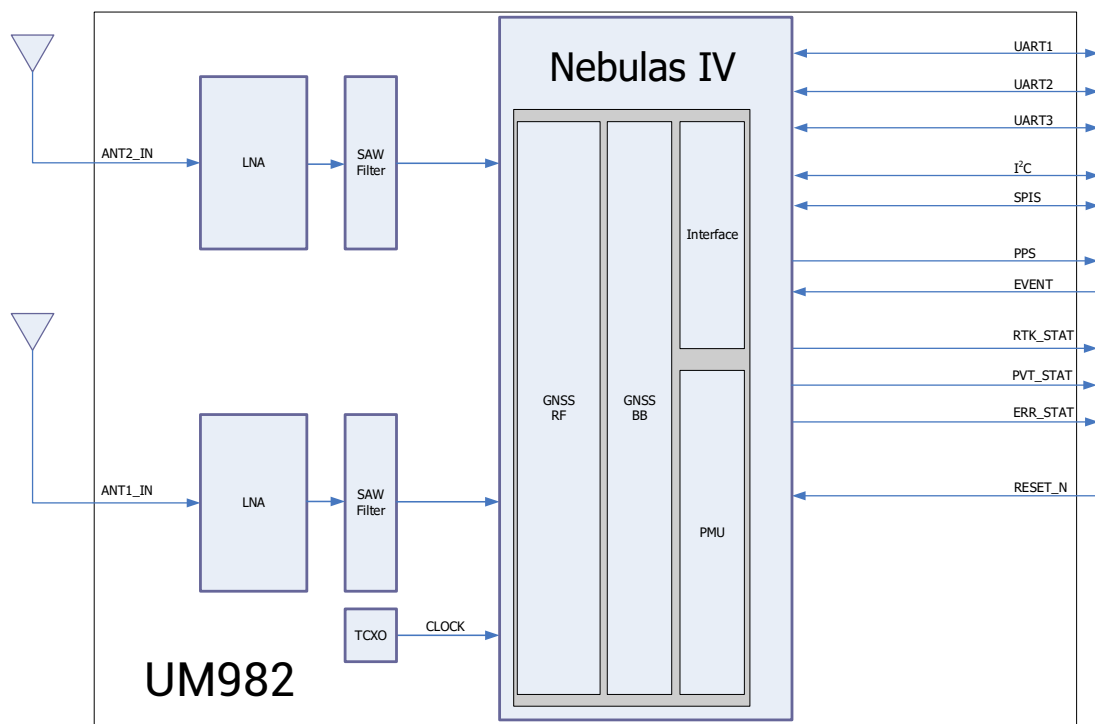 Nebulas IV
UART1
UART2
UART3
I²C
SPIS
PPS
EVENT
RTK_STAT
PVT_STAT
ERR_STAT
RESET_N
ANT2_IN
LNA
SAW
Filter
Interface
GNSS
RF
GNSS
BB
PMU
ANT1_IN
LNA
SAW
Filter
TCXO
CLOCK
UM982